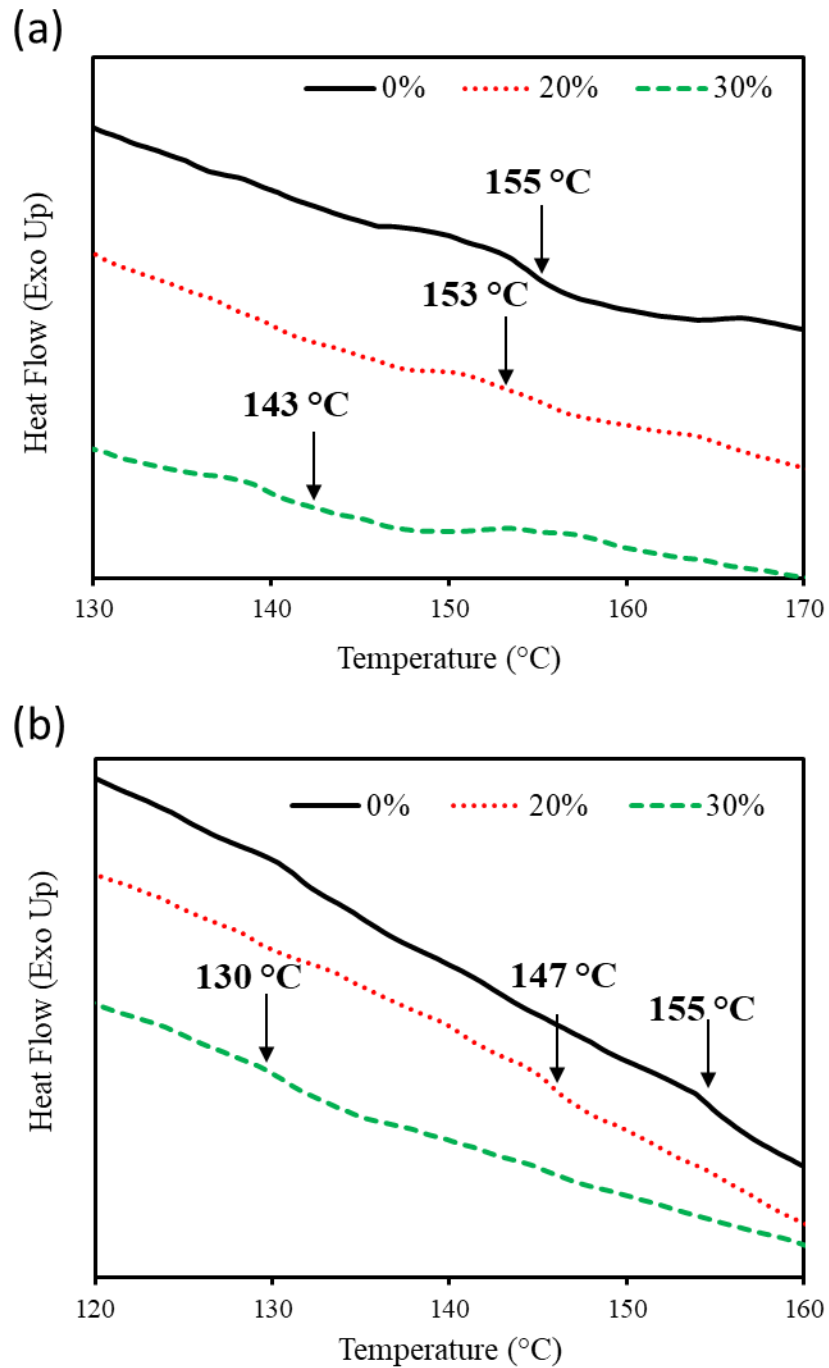 (a)
0% 20% 30%
155 °C
153 °C
143 °C
Heat Flow (Exo Up)
130 140 150 160 170
Temperature (°C)
(b)
0% 20% 30%
130 °C 147 °C 155 °C
Heat Flow (Exo Up)
120 130 140 150 160
Temperature (°C)